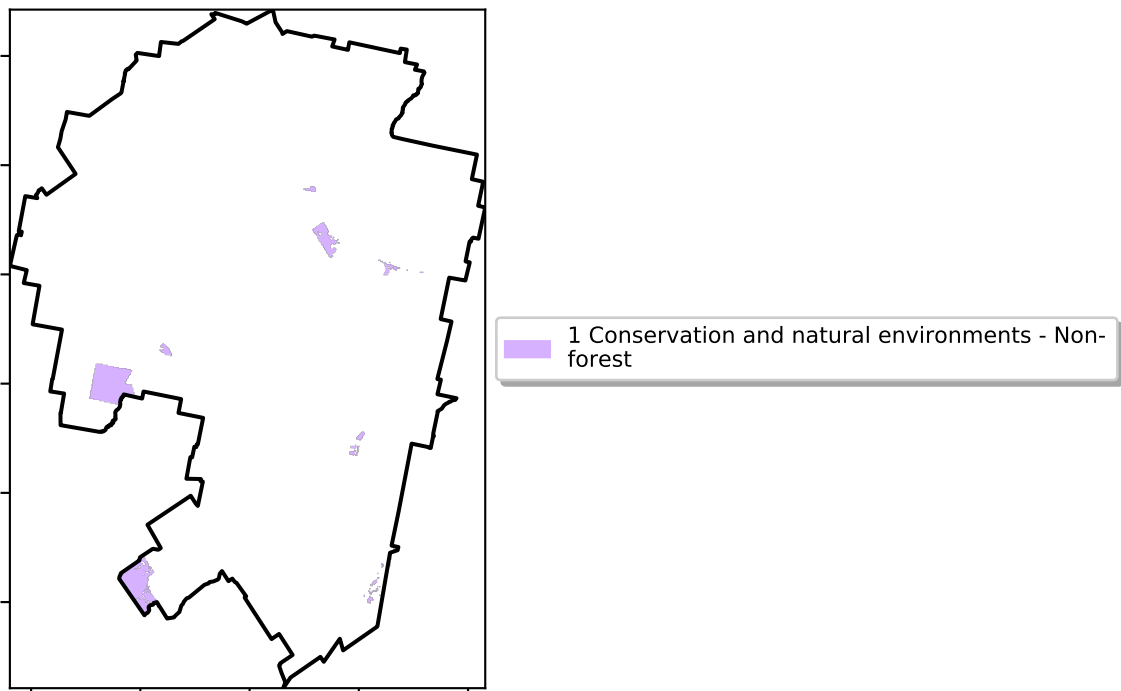 1 Conservation and natural environments - Non-
forest